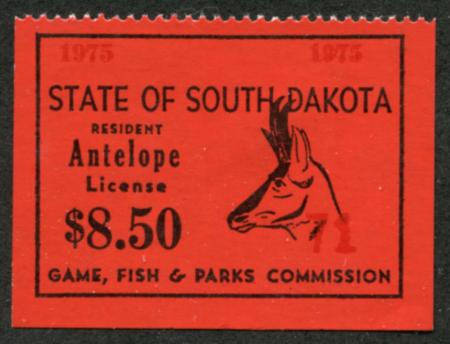 1975 1975
STATE OF SOUTH DAKOTA
RESIDENT
Antelope
License
$8.50
71
GAME, FISH & PARKS COMMISSION